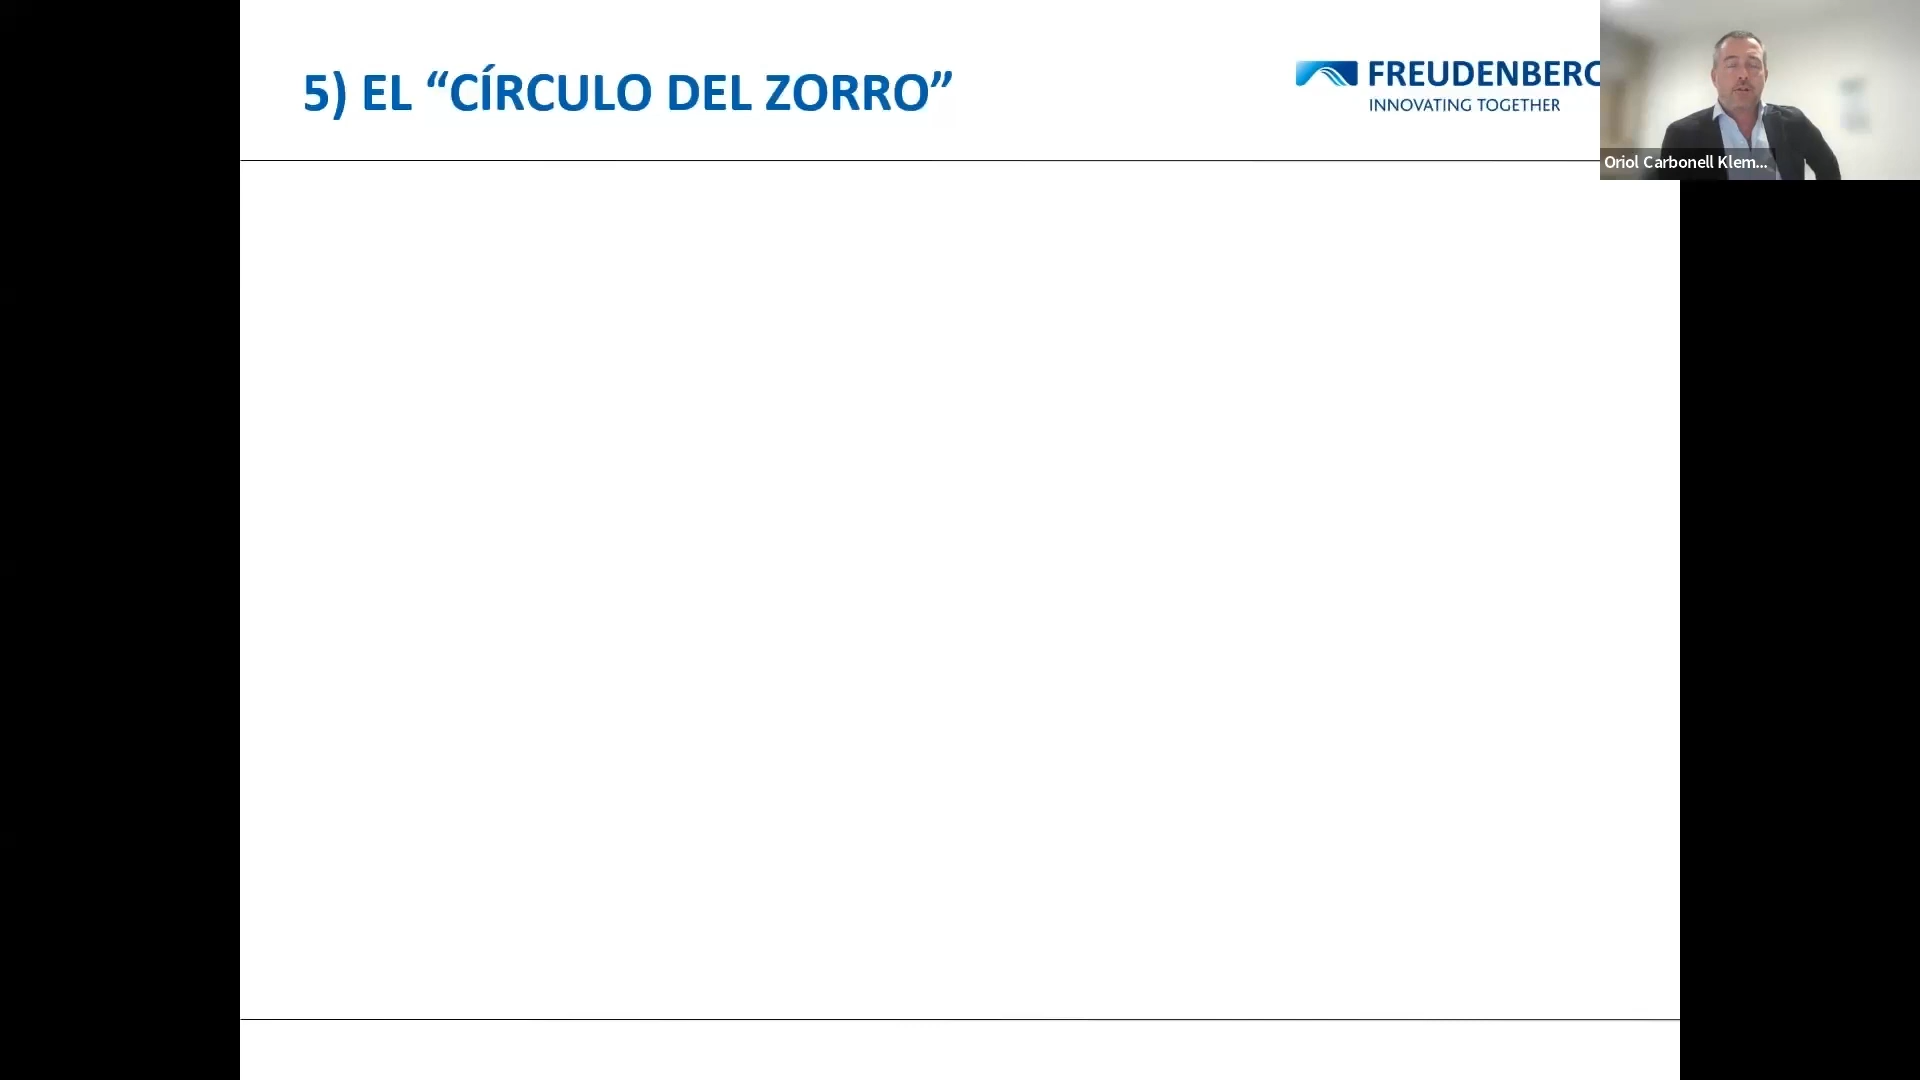 5) EL “CÍRCULO DEL ZORRO”
FREUDENBERG
INNOVATING TOGETHER
Oriol Carbonell Klem...